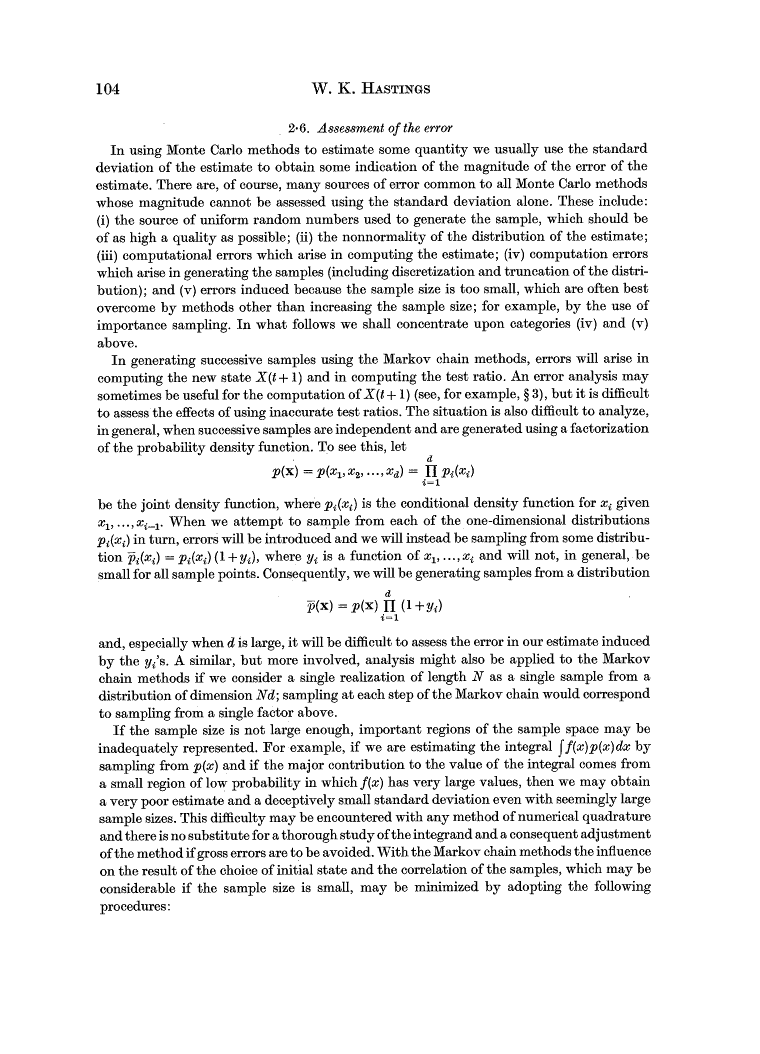 104 W. K. HASTINGS
2·6. Assessment of the error
In using Monte Carlo methods to estimate some quantity we usually use the standard
deviation of the estimate to obtain some indication of the magnitude of the error of the
estimate. There are, of course, many sources of error common to all Monte Carlo methods
whose magnitude cannot be assessed using the standard deviation alone. These include:
(i) the source of uniform random numbers used to generate the sample, which should be
of as high a quality as possible; (ii) the nonnormality of the distribution of the estimate;
(iii) computational errors which arise in computing the estimate; (iv) computation errors
which arise in generating the samples (including discretization and truncation of the distri-
bution); and (v) errors induced because the sample size is too small, which are often best
overcome by methods other than increasing the sample size; for example, by the use of
importance sampling. In what follows we shall concentrate upon categories (iv) and (v)
above.
In generating successive samples using the Markov chain methods, errors will arise in
computing the new state X(t+1) and in computing the test ratio. An error analysis may
sometimes be useful for the computation of X(t+1) (see, for example, § 3), but it is difficult
to assess the effects of using inaccurate test ratios. The situation is also difficult to analyze,
in general, when successive samples are independent and are generated using a factorization
of the probability density function. To see this, let
p(x) = p(x₁, x₂, ..., x_d) = ∏_{i=1}^{d} p_i(x_i)
be the joint density function, where p_i(x_i) is the conditional density function for x_i given
x₁, ..., x_{i−1}. When we attempt to sample from each of the one-dimensional distributions
p_i(x_i) in turn, errors will be introduced and we will instead be sampling from some distribu-
tion p̅_i(x_i) = p_i(x_i) (1+y_i), where y_i is a function of x₁, ..., x_i and will not, in general, be
small for all sample points. Consequently, we will be generating samples from a distribution
p̅(x) = p(x) ∏_{i=1}^{d} (1+y_i)
and, especially when d is large, it will be difficult to assess the error in our estimate induced
by the y_i's. A similar, but more involved, analysis might also be applied to the Markov
chain methods if we consider a single realization of length N as a single sample from a
distribution of dimension Nd; sampling at each step of the Markov chain would correspond
to sampling from a single factor above.
If the sample size is not large enough, important regions of the sample space may be
inadequately represented. For example, if we are estimating the integral ∫f(x)p(x)dx by
sampling from p(x) and if the major contribution to the value of the integral comes from
a small region of low probability in which f(x) has very large values, then we may obtain
a very poor estimate and a deceptively small standard deviation even with seemingly large
sample sizes. This difficulty may be encountered with any method of numerical quadrature
and there is no substitute for a thorough study of the integrand and a consequent adjustment
of the method if gross errors are to be avoided. With the Markov chain methods the influence
on the result of the choice of initial state and the correlation of the samples, which may be
considerable if the sample size is small, may be minimized by adopting the following
procedures: